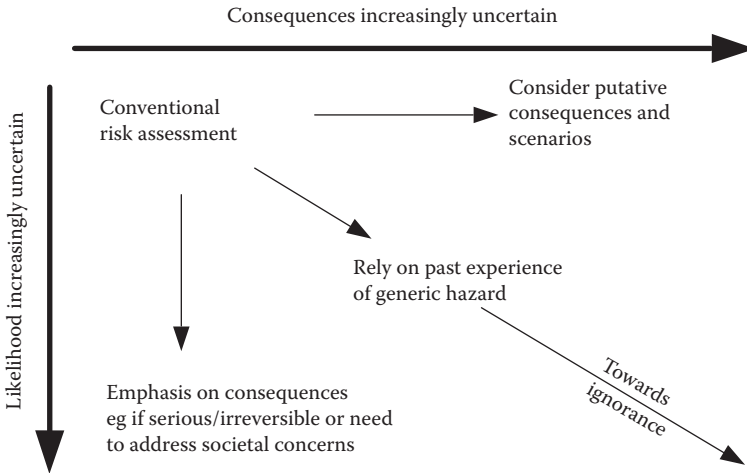 Consequences increasingly uncertain
Likelihood increasingly uncertain
Conventional
risk assessment
Consider putative
consequences and
scenarios
Rely on past experience
of generic hazard
Emphasis on consequences
eg if serious/irreversible or need
to address societal concerns
Towards
ignorance